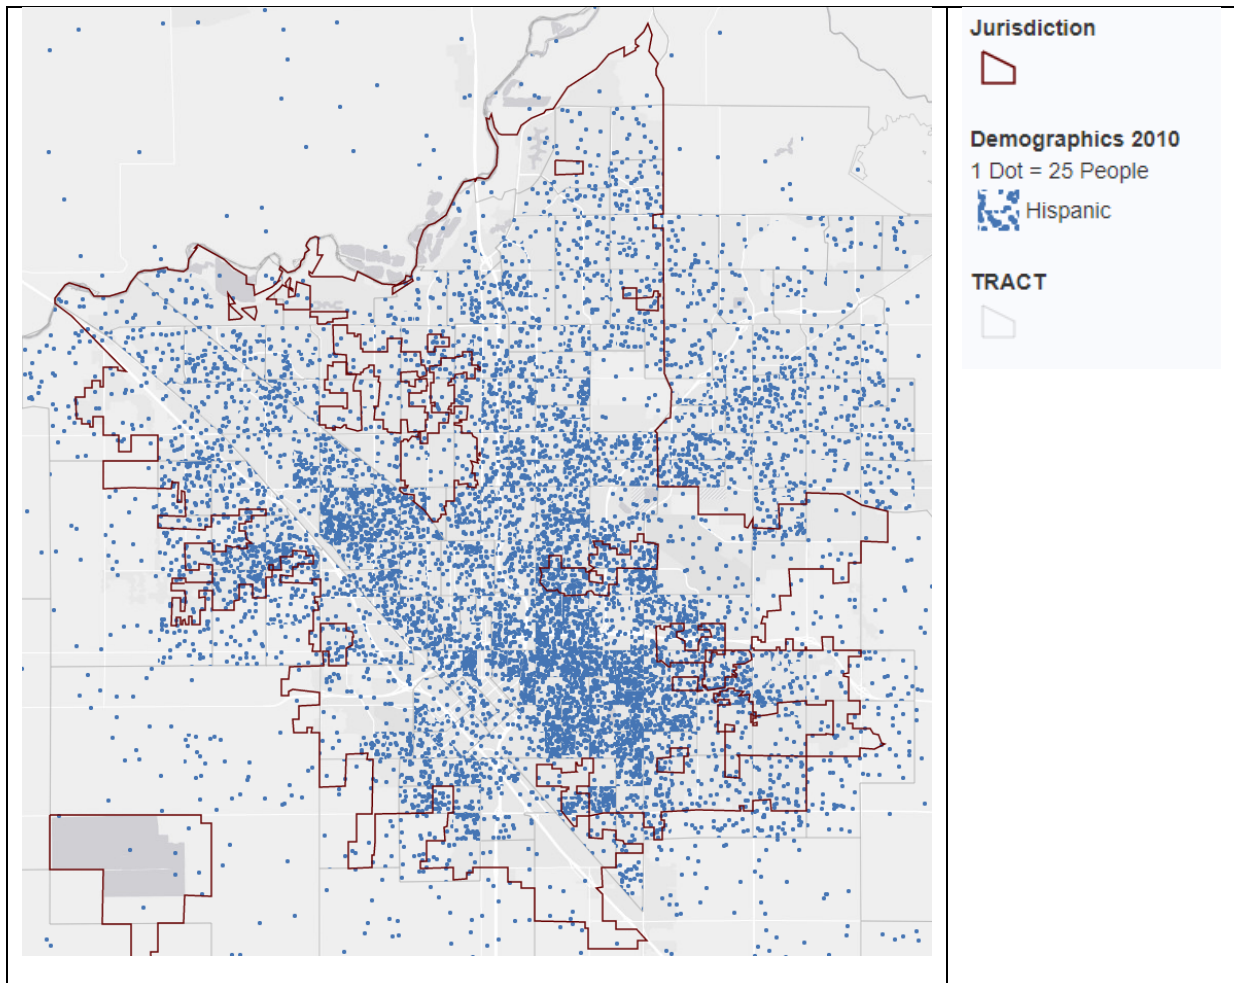 Jurisdiction
Demographics 2010
1 Dot = 25 People
Hispanic
TRACT